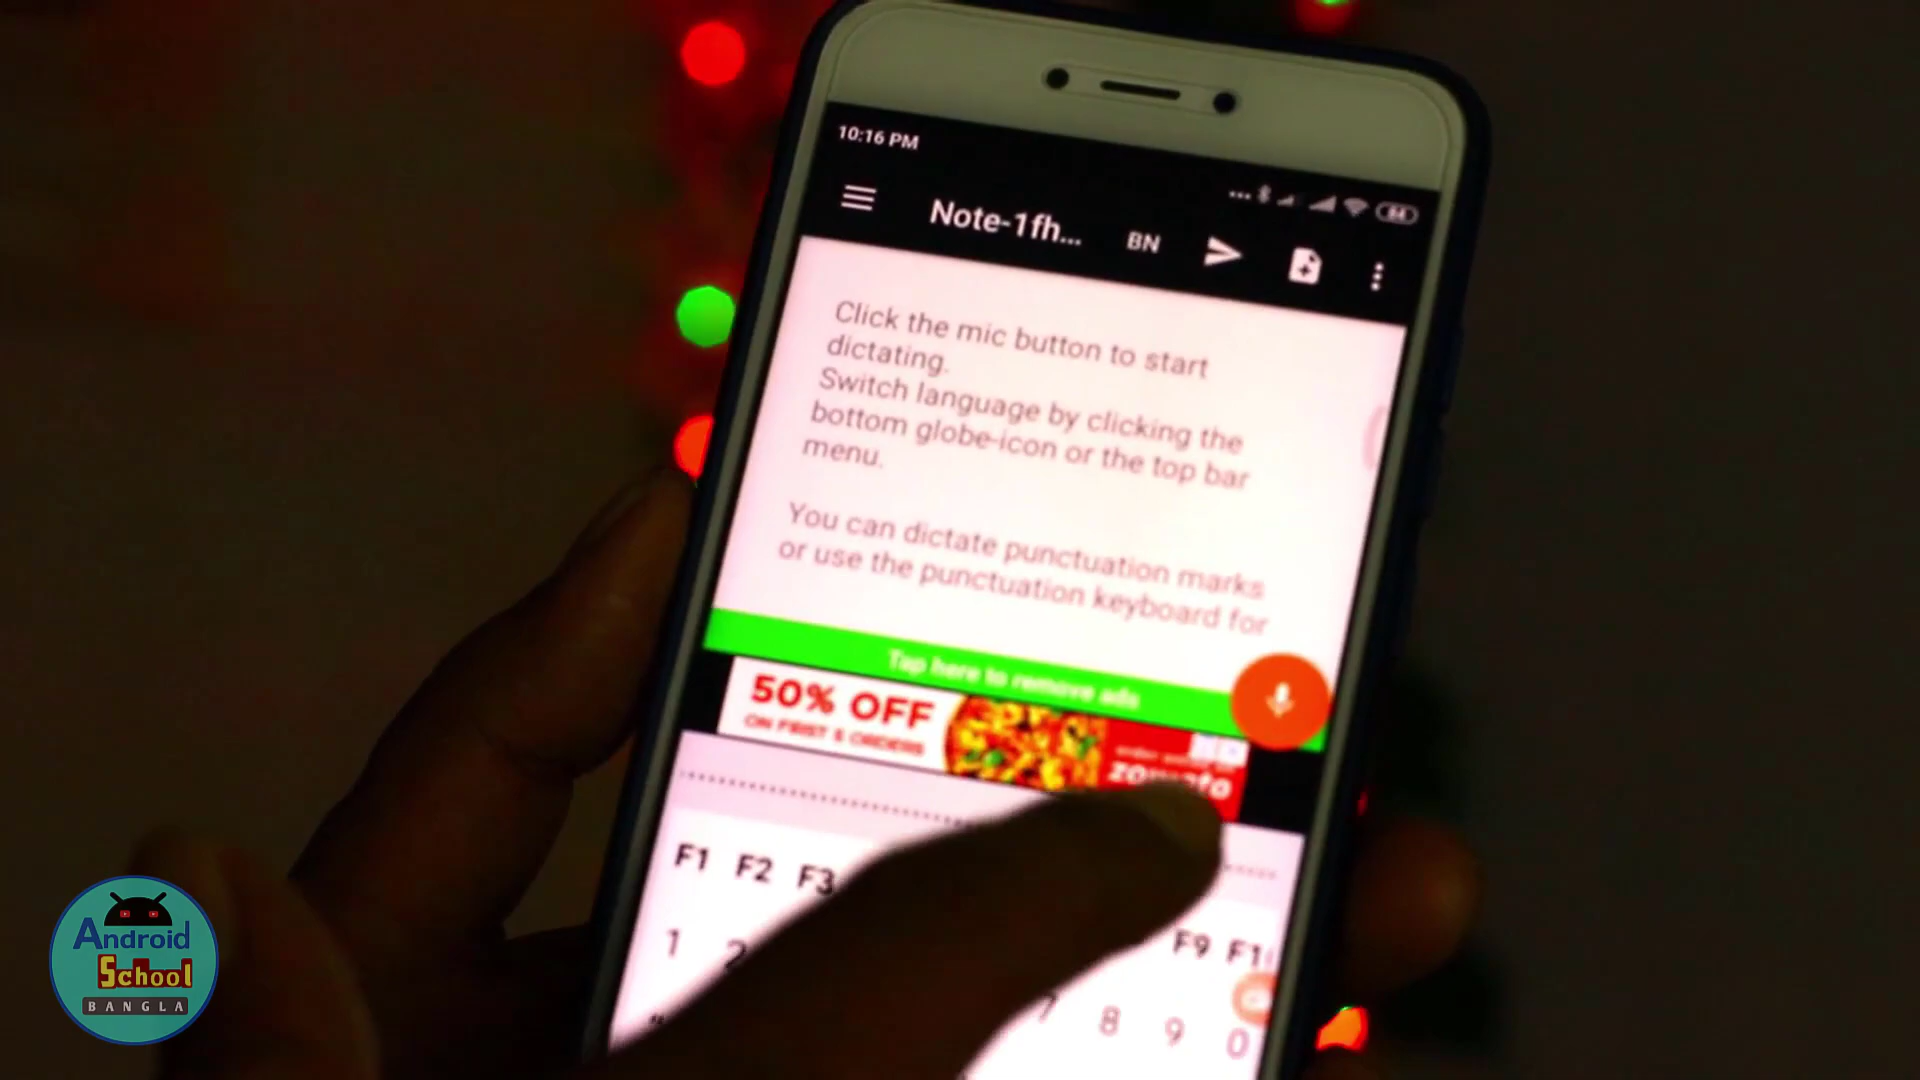 10:16 PM
84
Note-1fh...
BN
Click the mic button to start
dictating.
Switch language by clicking the
bottom globe-icon or the top bar
menu.
You can dictate punctuation marks
or use the punctuation keyboard for
Tap here to remove ads
50% OFF
ON FIRST 5 ORDERS
zomato
F1 F2 F3
F9
1 2
7 8 9 0
Android
School
BANGLA